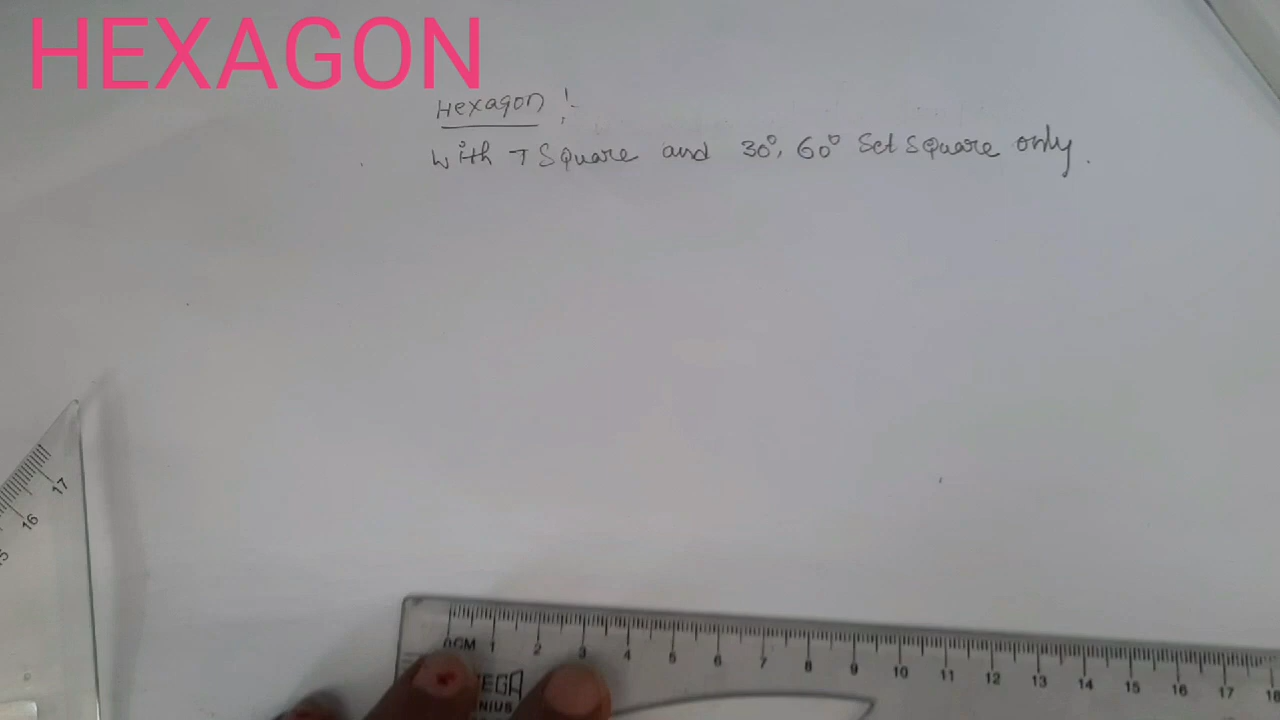 HEXAGON
Hexagon :-
With T Square and 30°, 60° Set Square only.
17
16
0CM 1 2 3 4 5 6 7 8 9 10 11 12 13 14 15 16 17 18